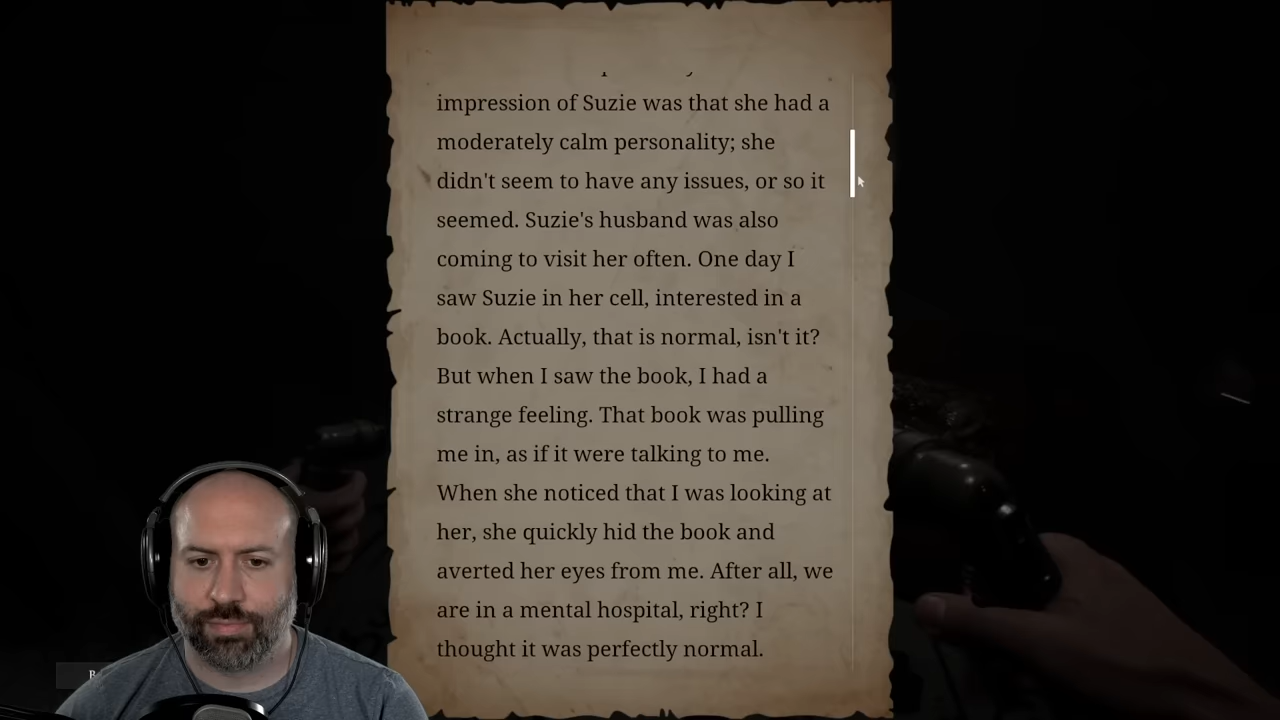 impression of Suzie was that she had a
moderately calm personality; she
didn't seem to have any issues, or so it
seemed. Suzie's husband was also
coming to visit her often. One day I
saw Suzie in her cell, interested in a
book. Actually, that is normal, isn't it?
But when I saw the book, I had a
strange feeling. That book was pulling
me in, as if it were talking to me.
When she noticed that I was looking at
her, she quickly hid the book and
averted her eyes from me. After all, we
are in a mental hospital, right? I
thought it was perfectly normal.